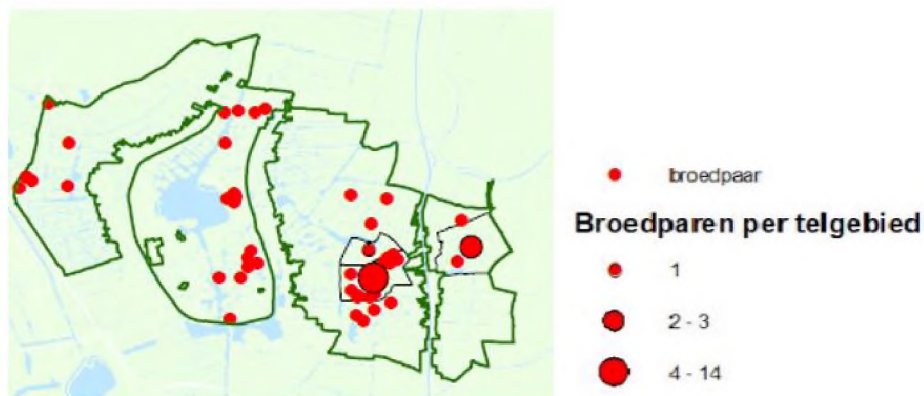 broedpaar
Broedparen per telgebied
1
2 - 3
4 - 14